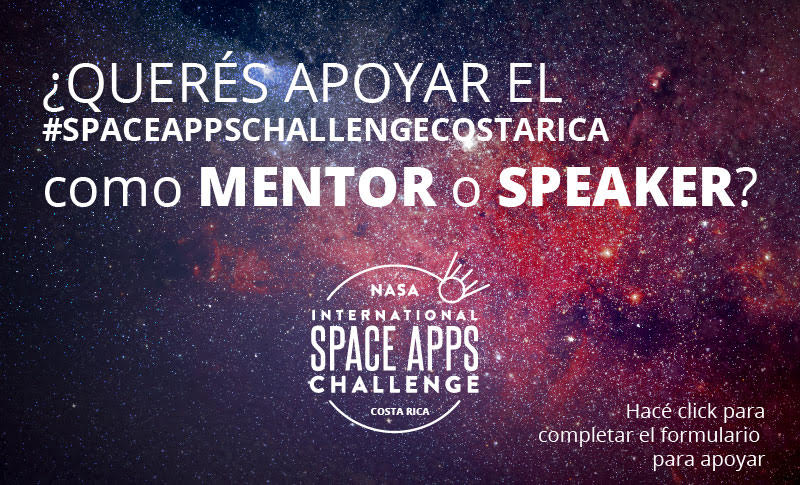 ¿QUERÉS APOYAR EL
#SPACEAPPSCHALLENGECOSTARICA
como MENTOR o SPEAKER?
NASA
INTERNATIONAL
SPACE APPS
CHALLENGE
COSTA RICA
Hacé click para
completar el formulario
para apoyar